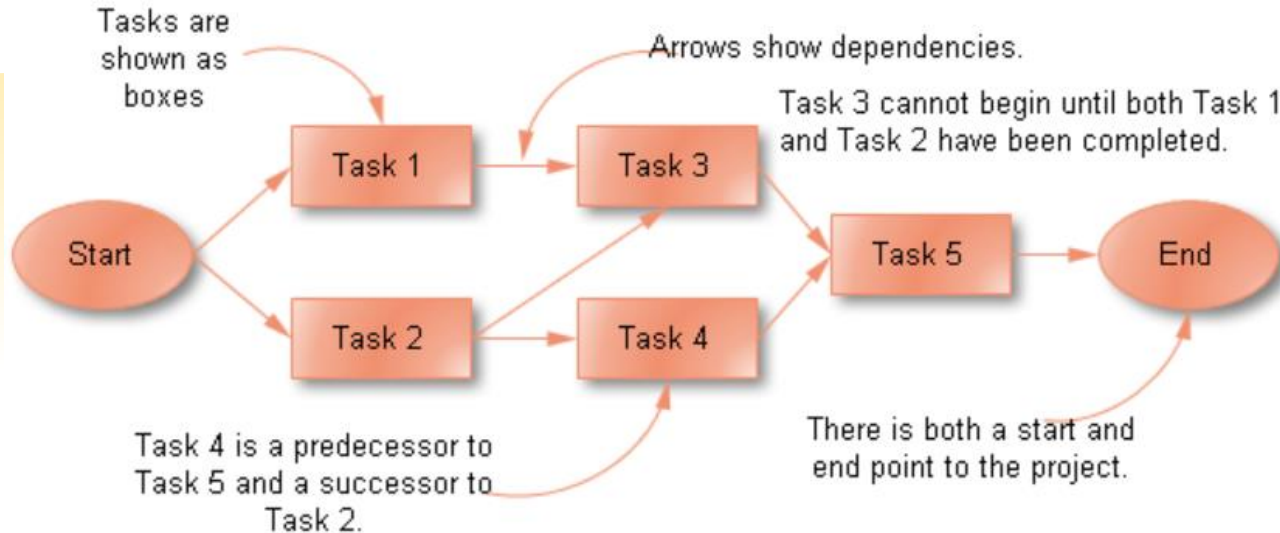 Tasks are
shown as
boxes
Arrows show dependencies.
Task 3 cannot begin until both Task 1
and Task 2 have been completed.
Task 1
Task 3
Start
Task 5
End
Task 2
Task 4
Task 4 is a predecessor to
Task 5 and a successor to
Task 2.
There is both a start and
end point to the project.